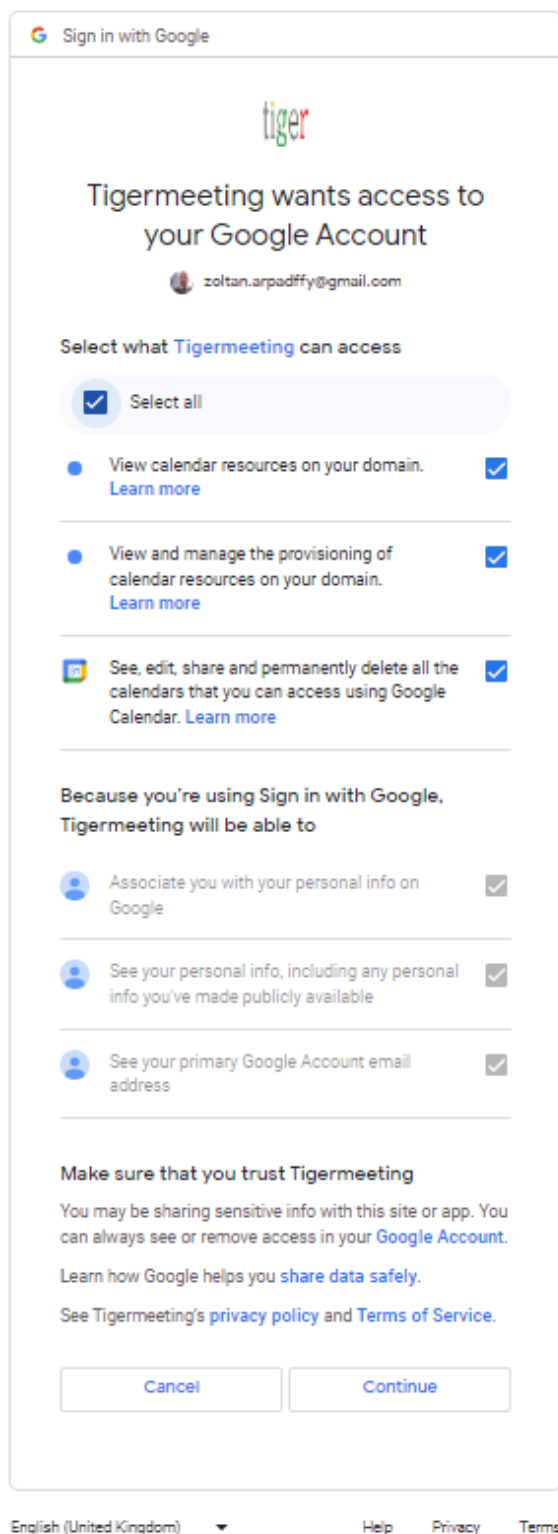 Sign in with Google
tiger
Tigermeeting wants access to
your Google Account
zoltan.arpadffy@gmail.com
Select what Tigermeeting can access
Select all
View calendar resources on your domain.
Learn more
View and manage the provisioning of
calendar resources on your domain.
Learn more
See, edit, share and permanently delete all the
calendars that you can access using Google
Calendar. Learn more
Because you're using Sign in with Google,
Tigermeeting will be able to
Associate you with your personal info on
Google
See your personal info, including any personal
info you've made publicly available
See your primary Google Account email
address
Make sure that you trust Tigermeeting
You may be sharing sensitive info with this site or app. You
can always see or remove access in your Google Account.
Learn how Google helps you share data safely.
See Tigermeeting's privacy policy and Terms of Service.
Cancel Continue
English (United Kingdom) Help Privacy Terms